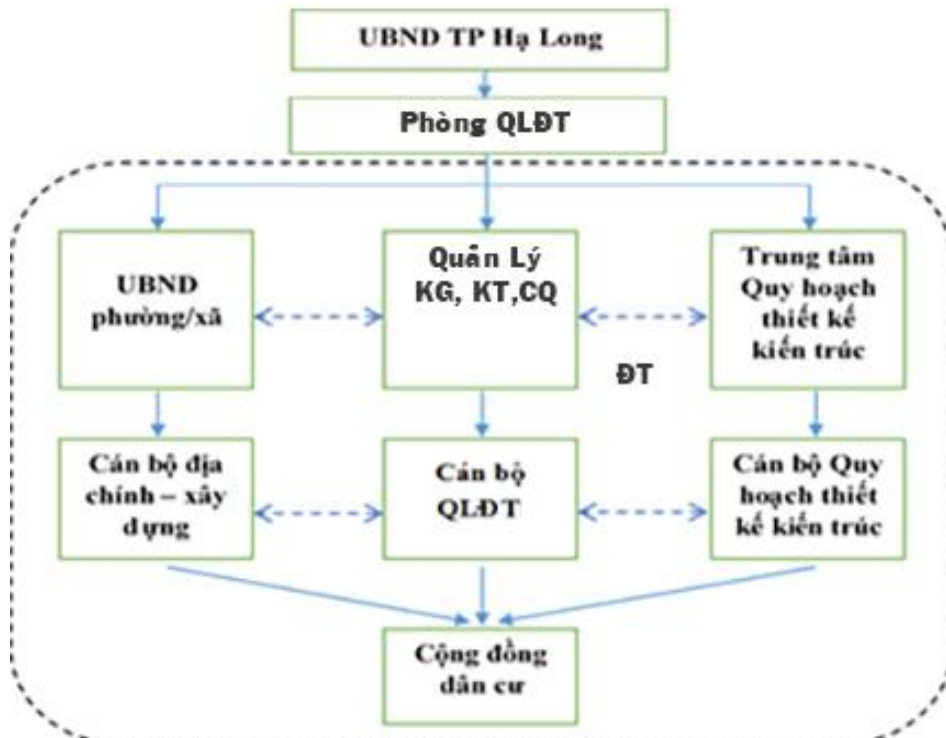 UBND TP Hạ Long
Phòng QLĐT
UBND
phường/xã
Quản Lý
KG, KT,CQ
Trung tâm
Quy hoạch
thiết kế
kiến trúc
ĐT
Cán bộ địa
chính – xây
dựng
Cán bộ
QLĐT
Cán bộ Quy
hoạch thiết
kế kiến trúc
Cộng đồng
dân cư